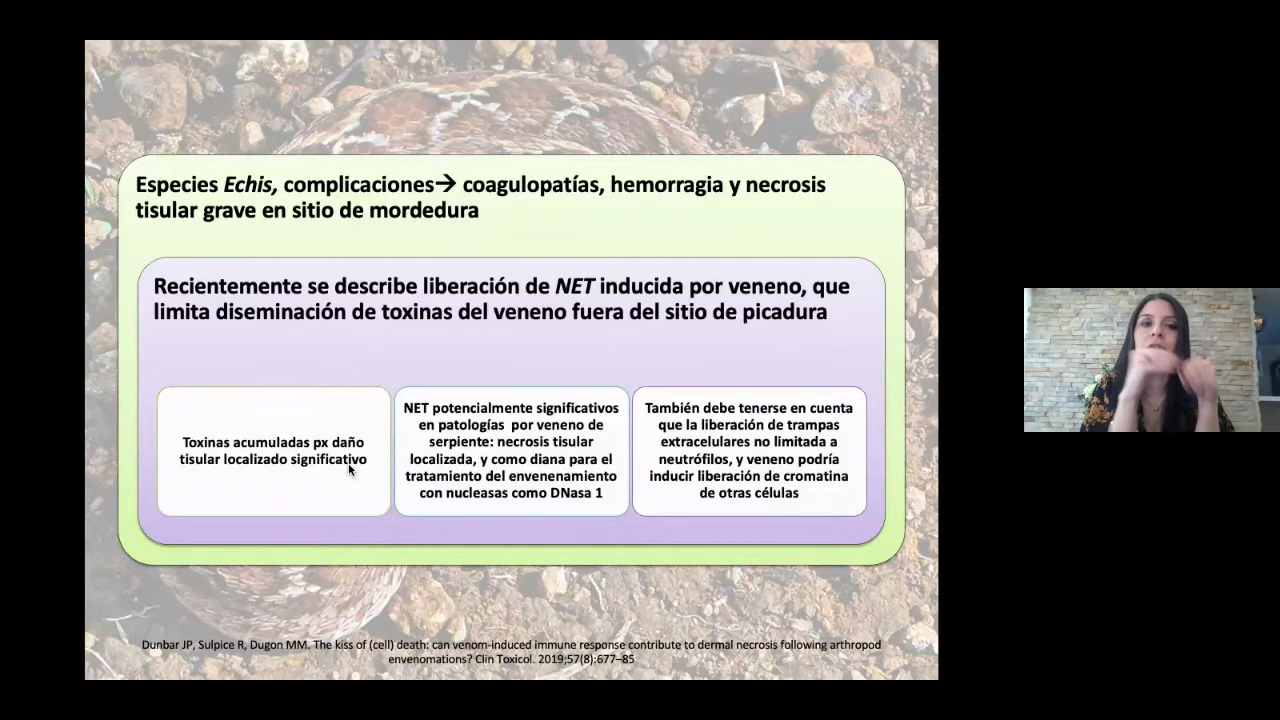 Especies Echis, complicaciones→ coagulopatías, hemorragia y necrosis
tisular grave en sitio de mordedura
Recientemente se describe liberación de NET inducida por veneno, que
limita diseminación de toxinas del veneno fuera del sitio de picadura
Toxinas acumuladas px daño
tisular localizado significativo
NET potencialmente significativos
en patologías por veneno de
serpiente: necrosis tisular
localizada, y como diana para el
tratamiento del envenenamiento
con nucleasas como DNasa 1
También debe tenerse en cuenta
que la liberación de trampas
extracelulares no limitada a
neutrófilos, y veneno podría
inducir liberación de cromatina
de otras células
Dunbar JP, Sulpice R, Dugon MM. The kiss of (cell) death: can venom-induced immune response contribute to dermal necrosis following arthropod
envenomations? Clin Toxicol. 2019;57(8):677–85